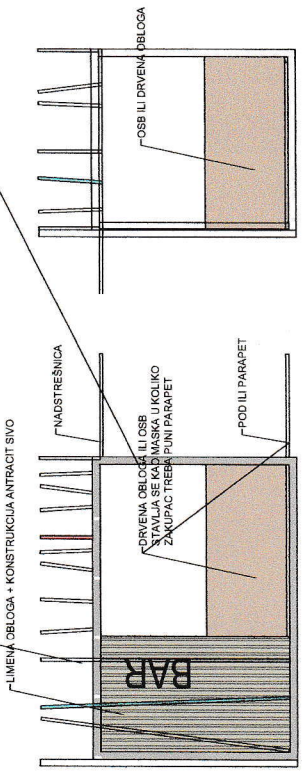 LIMENA OBLOGA + KONSTRUKCIJA ANTRACIT SIVO
NADSTREŠNICA
DRVENA OBLOGA ILI OSB
STAVLJA SE KAO MASKA U KOLIKO
ZAKUPAC TREBA PUNI PARAPET
POD ILI PARAPET
BAR
OSB ILI DRVENA OBLOGA